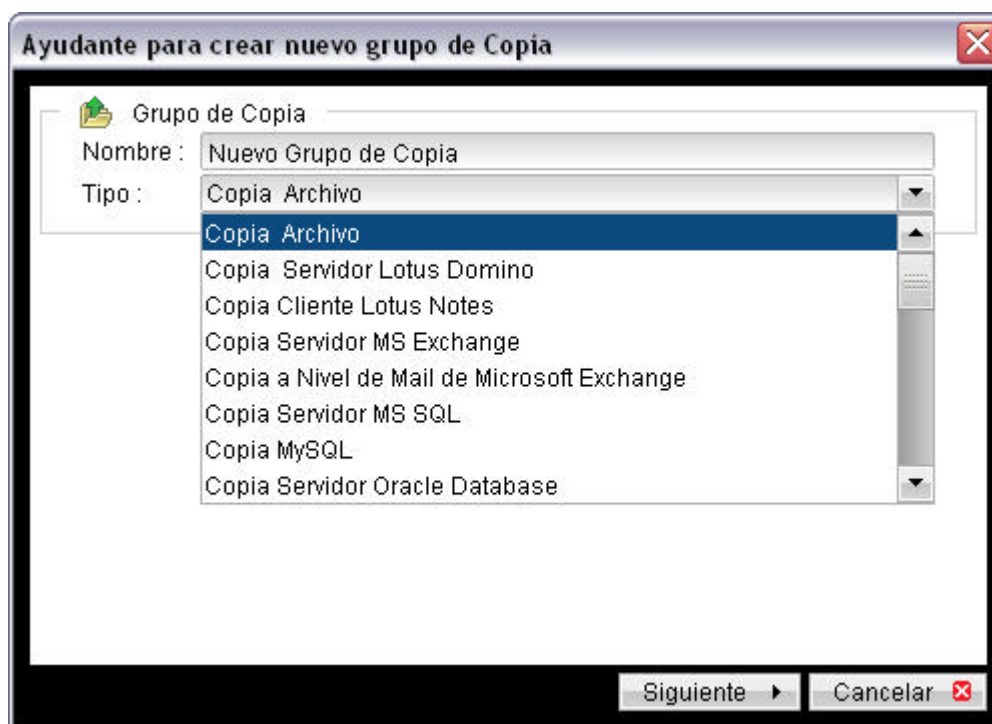 Ayudante para crear nuevo grupo de Copia
Grupo de Copia
Nombre : Nuevo Grupo de Copia
Tipo : Copia Archivo
Copia Archivo
Copia Servidor Lotus Domino
Copia Cliente Lotus Notes
Copia Servidor MS Exchange
Copia a Nivel de Mail de Microsoft Exchange
Copia Servidor MS SQL
Copia MySQL
Copia Servidor Oracle Database
Siguiente Cancelar